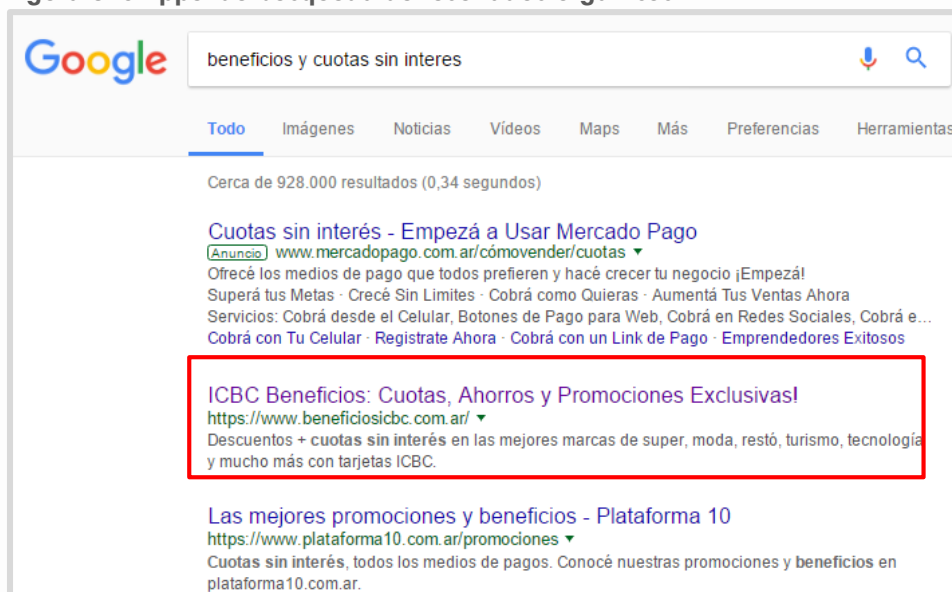 Google
beneficios y cuotas sin interes
Todo Imágenes Noticias Vídeos Maps Más Preferencias Herramientas
Cerca de 928.000 resultados (0,34 segundos)
Cuotas sin interés - Empezá a Usar Mercado Pago
Anuncio www.mercadopago.com.ar/cómovender/cuotas
Ofrecé los medios de pago que todos prefieren y hacé crecer tu negocio ¡Empezá!
Superá tus Metas · Crecé Sin Limites · Cobrá como Quieras · Aumentá Tus Ventas Ahora
Servicios: Cobrá desde el Celular, Botones de Pago para Web, Cobrá en Redes Sociales, Cobrá e...
Cobrá con Tu Celular · Registrate Ahora · Cobrá con un Link de Pago · Emprendedores Exitosos
ICBC Beneficios: Cuotas, Ahorros y Promociones Exclusivas!
https://www.beneficiosicbc.com.ar/
Descuentos + cuotas sin interés en las mejores marcas de super, moda, restó, turismo, tecnología
y mucho más con tarjetas ICBC.
Las mejores promociones y beneficios - Plataforma 10
https://www.plataforma10.com.ar/promociones
Cuotas sin interés, todos los medios de pagos. Conocé nuestras promociones y beneficios en
plataforma10.com.ar.